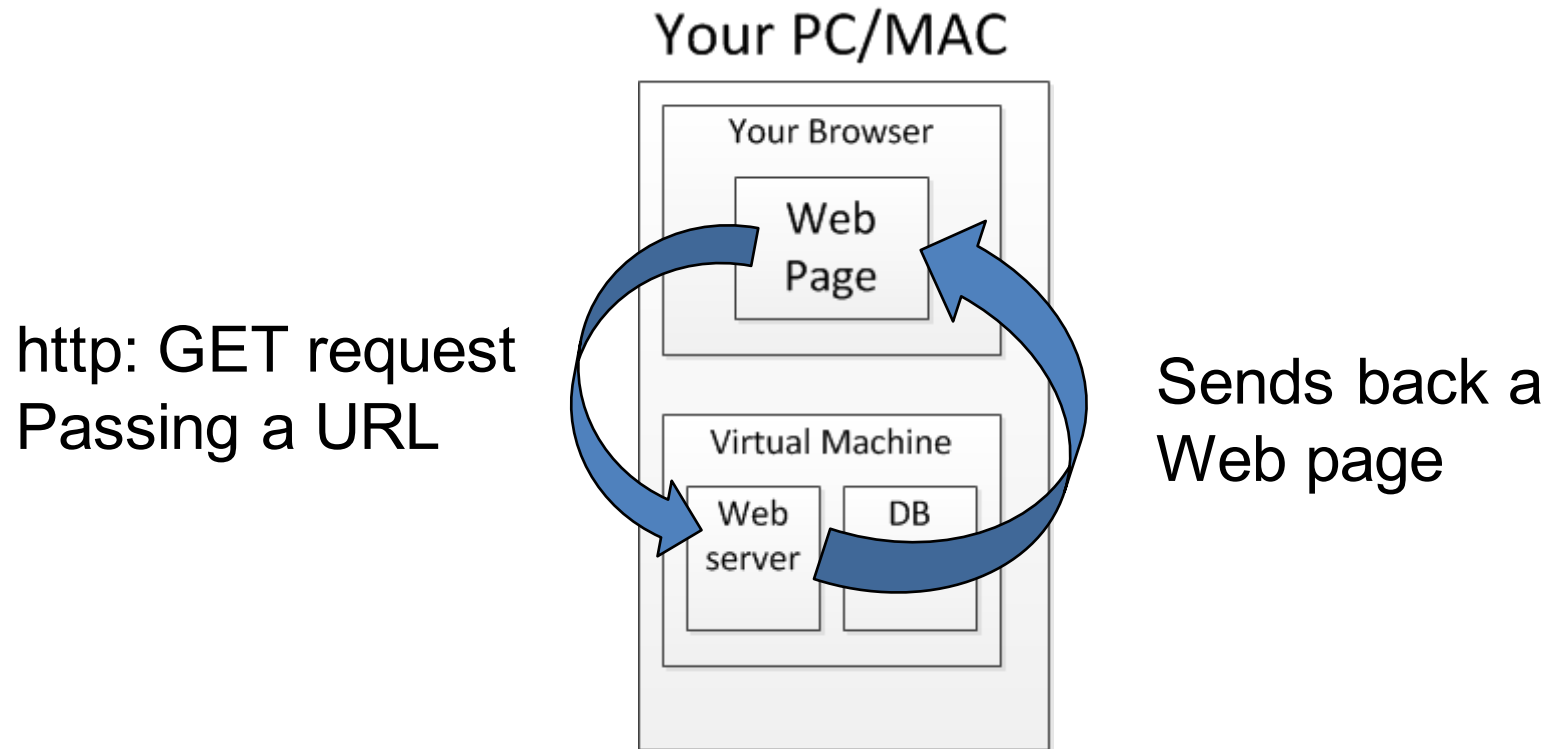 Your PC/MAC
Your Browser
Web
Page
http: GET request
Passing a URL
Sends back a
Web page
Virtual Machine
Web
server
DB